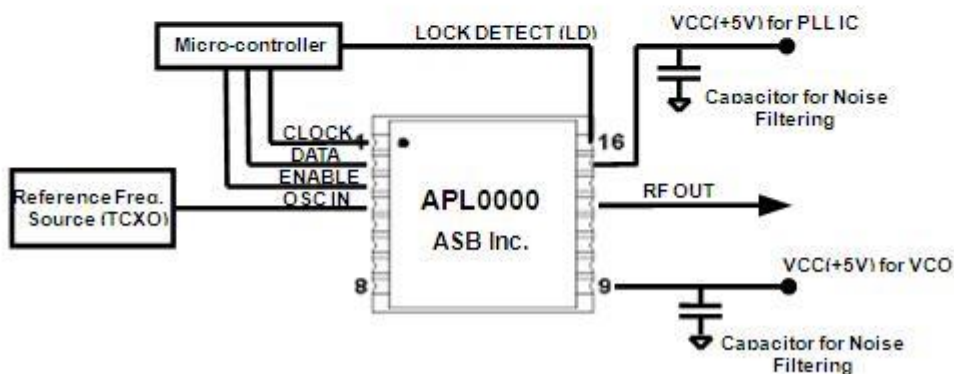 VCC(+5V) for PLL IC
Micro-controller
LOCK DETECT (LD)
Capacitor for Noise
Filtering
CLOCK
1
16
DATA
ENABLE
OSC IN
Reference Freq.
Source (TCXO)
APL0000
ASB Inc.
RF OUT
8
9
VCC(+5V) for VCO
Capacitor for Noise
Filtering